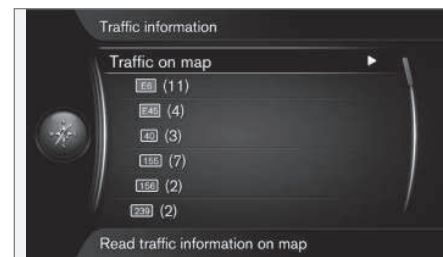 Traffic information
Traffic on map
E6 (11)
E45 (4)
40 (3)
155 (7)
156 (2)
239 (2)
Read traffic information on map